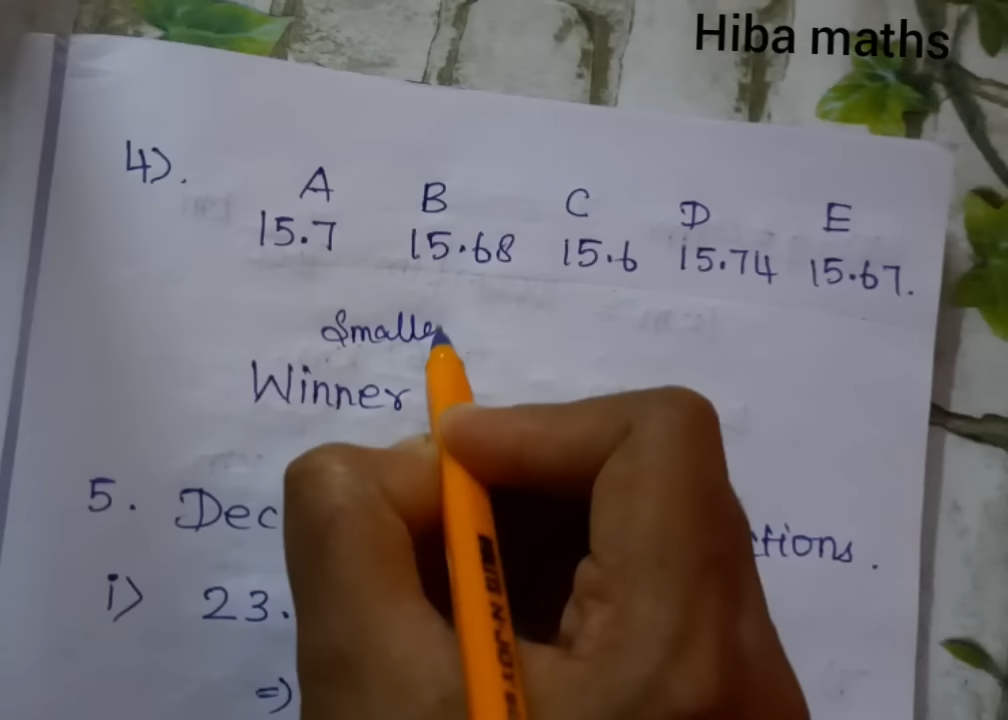 Hiba maths
4).
A B C D E
15.7 15.68 15.6 15.74 15.67.
Smalle
Winner
5. Dec tions.
i) 23.
=)